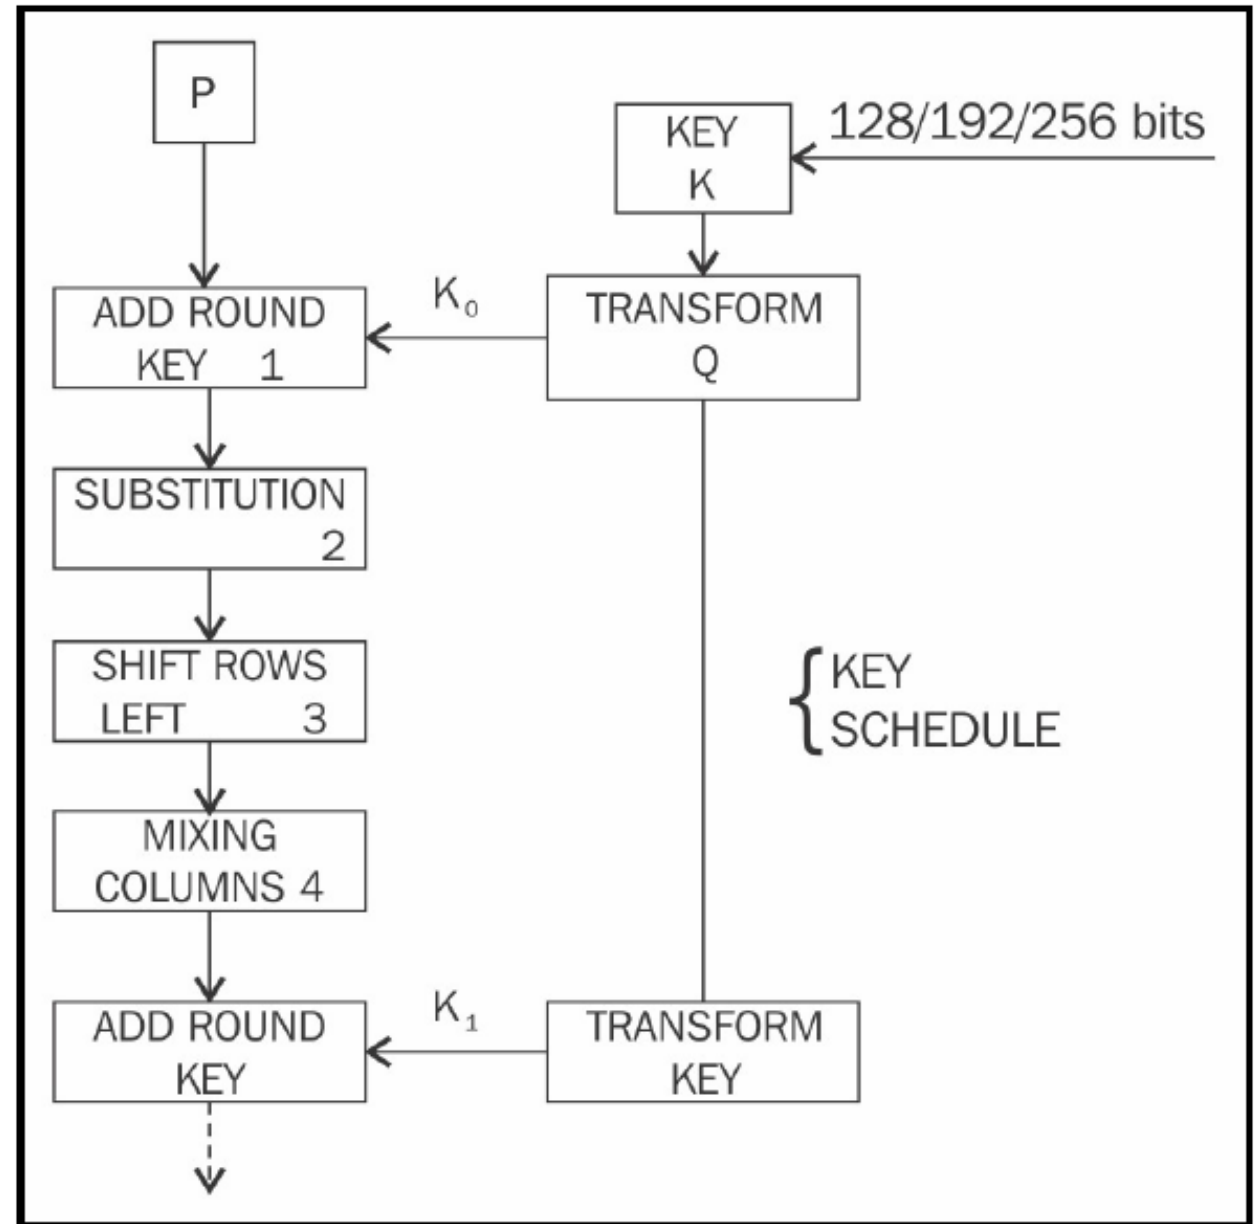 P
KEY
K
128/192/256 bits
ADD ROUND
KEY 1
K₀
TRANSFORM
Q
SUBSTITUTION
2
SHIFT ROWS
LEFT 3
{ KEY
SCHEDULE
MIXING
COLUMNS 4
ADD ROUND
KEY
K₁
TRANSFORM
KEY